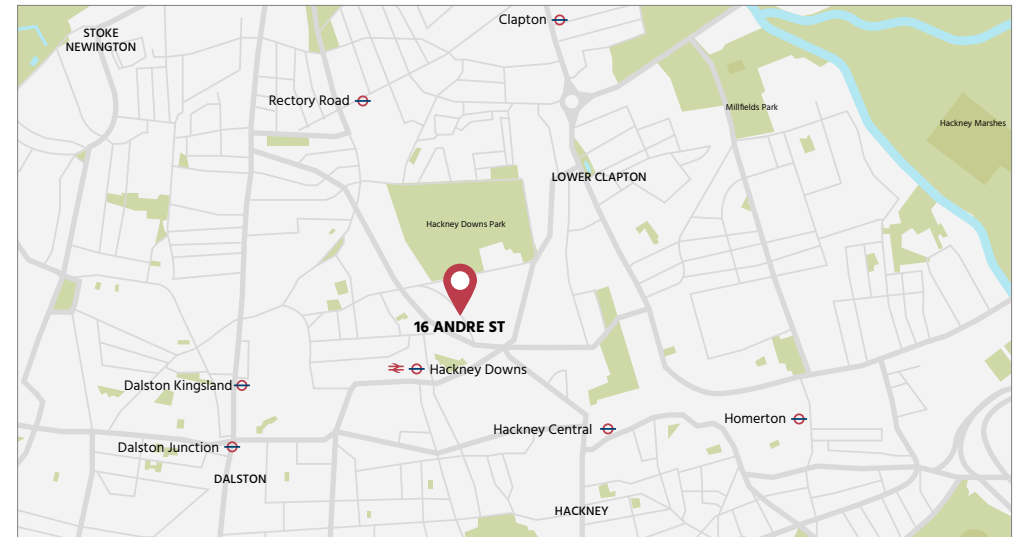 Clapton
STOKE
NEWINGTON
Rectory Road
Millfields Park
Hackney Marshes
LOWER CLAPTON
Hackney Downs Park
16 ANDRE ST
Hackney Downs
Dalston Kingsland
Homerton
Hackney Central
Dalston Junction
DALSTON
HACKNEY